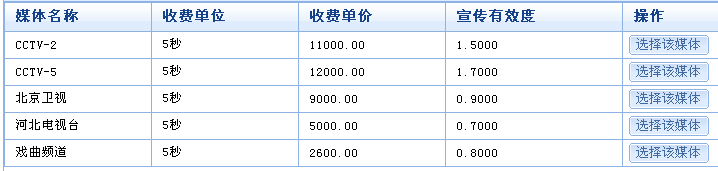 媒体名称 收费单位 收费单价 宣传有效度 操作
CCTV-2 5秒 11000.00 1.5000 选择该媒体
CCTV-5 5秒 12000.00 1.7000 选择该媒体
北京卫视 5秒 9000.00 0.9000 选择该媒体
河北电视台 5秒 5000.00 0.7000 选择该媒体
戏曲频道 5秒 2600.00 0.8000 选择该媒体